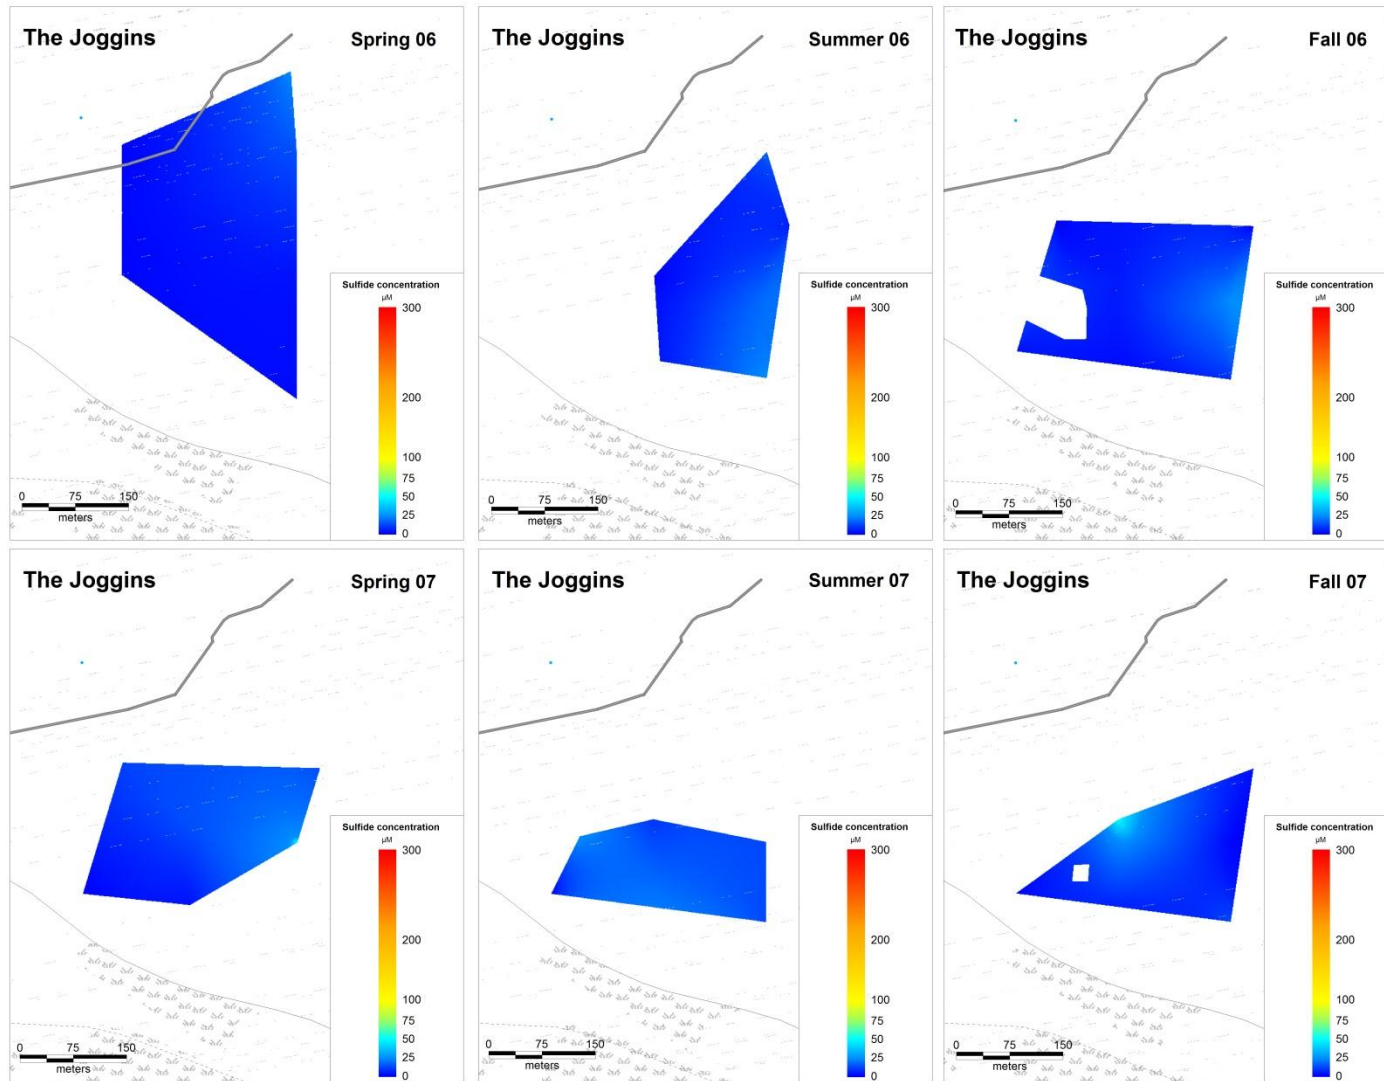 The Joggins Spring 06
Sulfide concentration
µM
300
200
100
75
50
25
0
0 75 150
meters
The Joggins Summer 06
Sulfide concentration
µM
300
200
100
75
50
25
0
0 75 150
meters
The Joggins Fall 06
Sulfide concentration
µM
300
200
100
75
50
25
0
0 75 150
meters
The Joggins Spring 07
Sulfide concentration
µM
300
200
100
75
50
25
0
0 75 150
meters
The Joggins Summer 07
Sulfide concentration
µM
300
200
100
75
50
25
0
0 75 150
meters
The Joggins Fall 07
Sulfide concentration
µM
300
200
100
75
50
25
0
0 75 150
meters